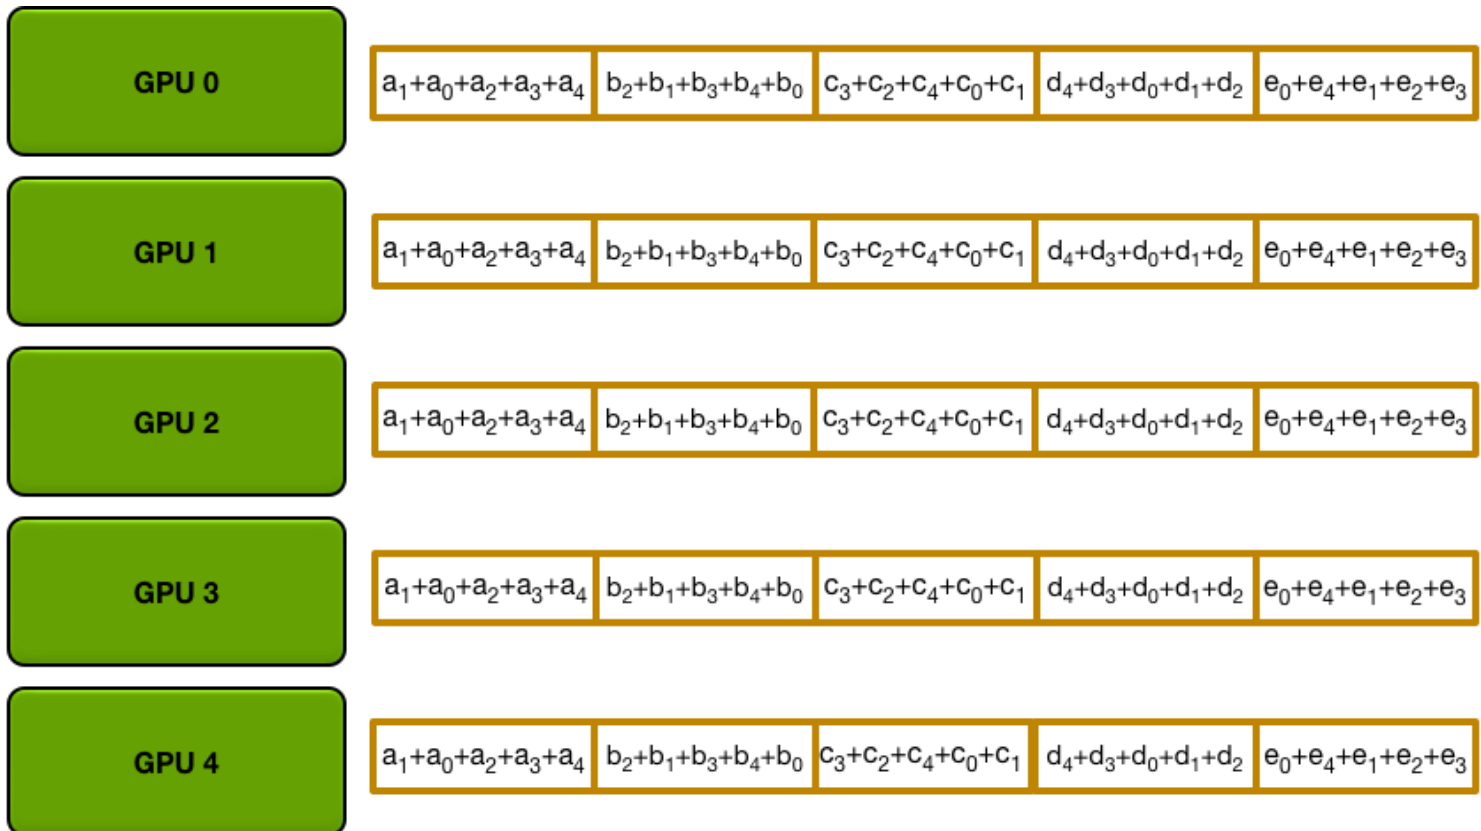 GPU 0 a₁+a₀+a₂+a₃+a₄ b₂+b₁+b₃+b₄+b₀ c₃+c₂+c₄+c₀+c₁ d₄+d₃+d₀+d₁+d₂ e₀+e₄+e₁+e₂+e₃
GPU 1 a₁+a₀+a₂+a₃+a₄ b₂+b₁+b₃+b₄+b₀ c₃+c₂+c₄+c₀+c₁ d₄+d₃+d₀+d₁+d₂ e₀+e₄+e₁+e₂+e₃
GPU 2 a₁+a₀+a₂+a₃+a₄ b₂+b₁+b₃+b₄+b₀ c₃+c₂+c₄+c₀+c₁ d₄+d₃+d₀+d₁+d₂ e₀+e₄+e₁+e₂+e₃
GPU 3 a₁+a₀+a₂+a₃+a₄ b₂+b₁+b₃+b₄+b₀ c₃+c₂+c₄+c₀+c₁ d₄+d₃+d₀+d₁+d₂ e₀+e₄+e₁+e₂+e₃
GPU 4 a₁+a₀+a₂+a₃+a₄ b₂+b₁+b₃+b₄+b₀ c₃+c₂+c₄+c₀+c₁ d₄+d₃+d₀+d₁+d₂ e₀+e₄+e₁+e₂+e₃